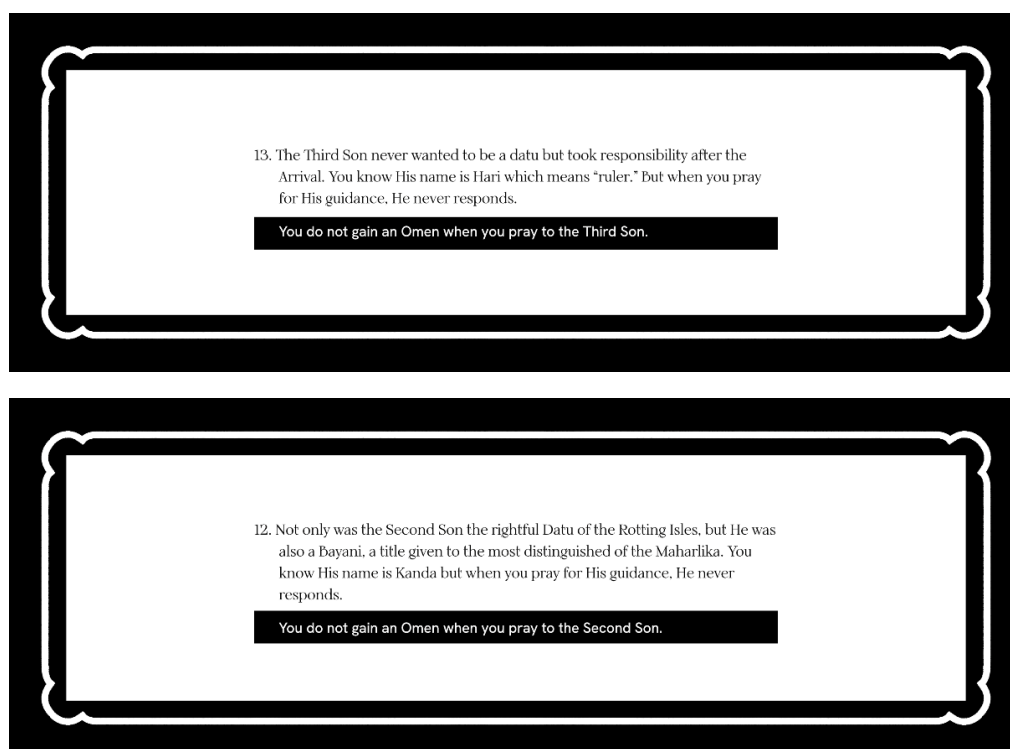 13. The Third Son never wanted to be a datu but took responsibility after the
Arrival. You know His name is Hari which means “ruler.” But when you pray
for His guidance, He never responds.
You do not gain an Omen when you pray to the Third Son.
12. Not only was the Second Son the rightful Datu of the Rotting Isles, but He was
also a Bayani, a title given to the most distinguished of the Maharlika. You
know His name is Kanda but when you pray for His guidance, He never
responds.
You do not gain an Omen when you pray to the Second Son.